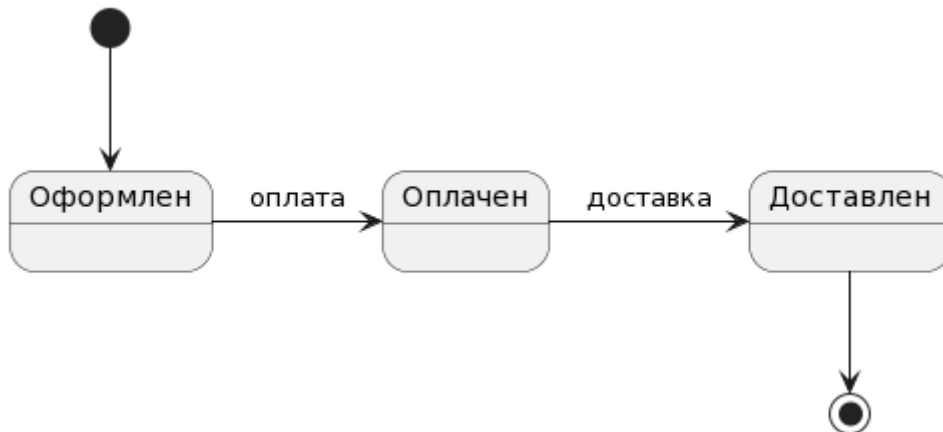 Оформлен
оплата
Оплачен
доставка
Доставлен